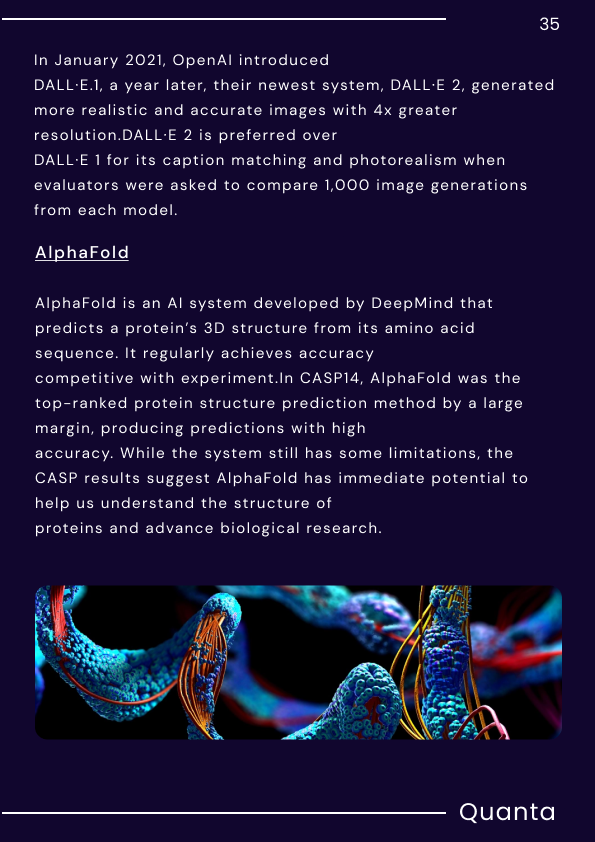 35
In January 2021, OpenAI introduced
DALL·E.1, a year later, their newest system, DALL·E 2, generated
more realistic and accurate images with 4x greater
resolution.DALL·E 2 is preferred over
DALL·E 1 for its caption matching and photorealism when
evaluators were asked to compare 1,000 image generations
from each model.
AlphaFold
AlphaFold is an AI system developed by DeepMind that
predicts a protein’s 3D structure from its amino acid
sequence. It regularly achieves accuracy
competitive with experiment.In CASP14, AlphaFold was the
top-ranked protein structure prediction method by a large
margin, producing predictions with high
accuracy. While the system still has some limitations, the
CASP results suggest AlphaFold has immediate potential to
help us understand the structure of
proteins and advance biological research.
Quanta